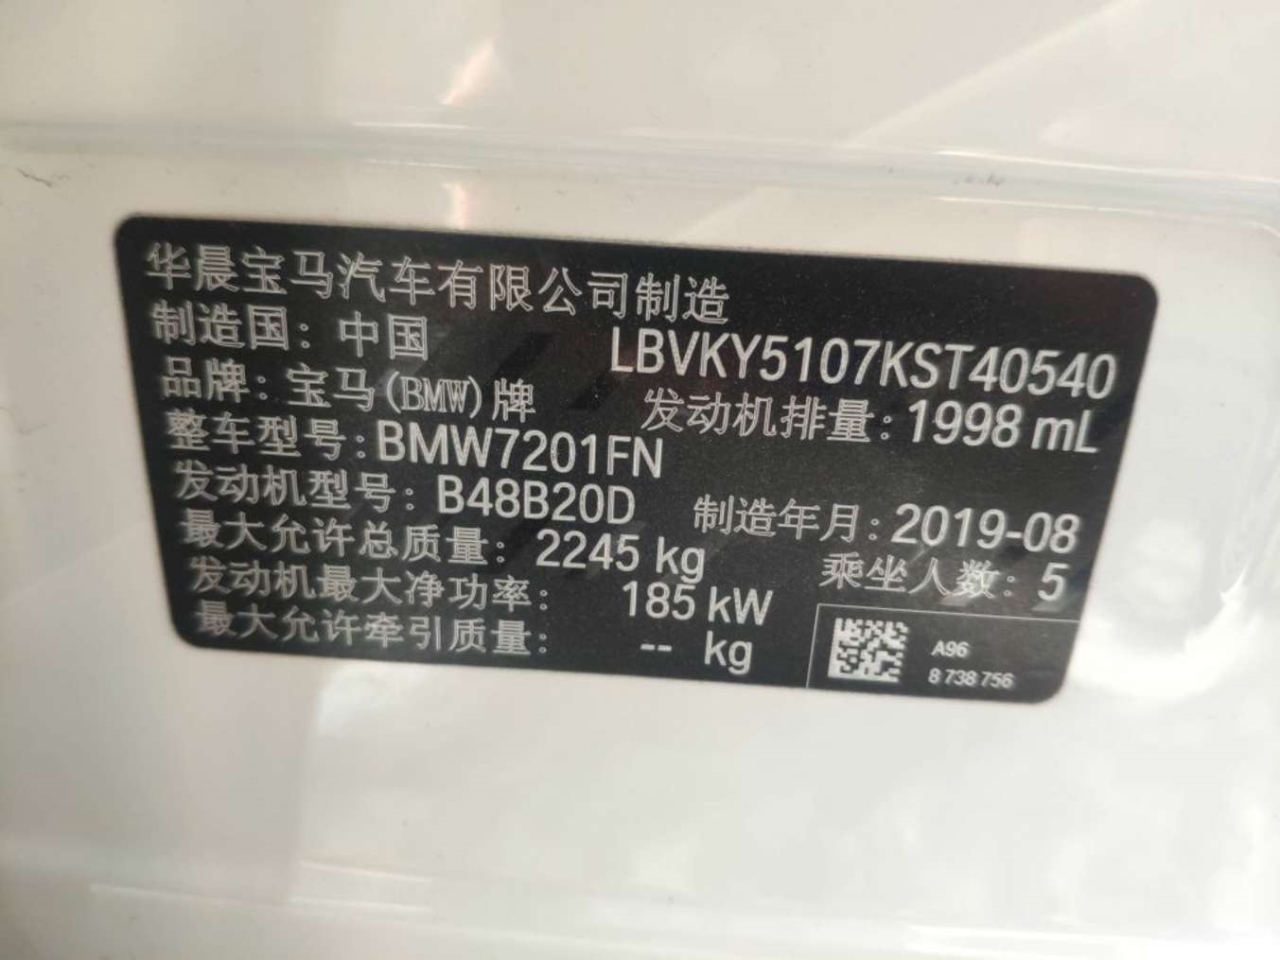 华晨宝马汽车有限公司制造
制造国：中国
LBVKY5107KST40540
品牌：宝马(BMW)牌
发动机排量：1998 mL
整车型号：BMW7201FN
发动机型号：B48B20D
制造年月：2019-08
最大允许总质量：2245 kg
乘坐人数：5
发动机最大净功率：185 kW
最大允许牵引质量：-- kg
A96
8 738 756